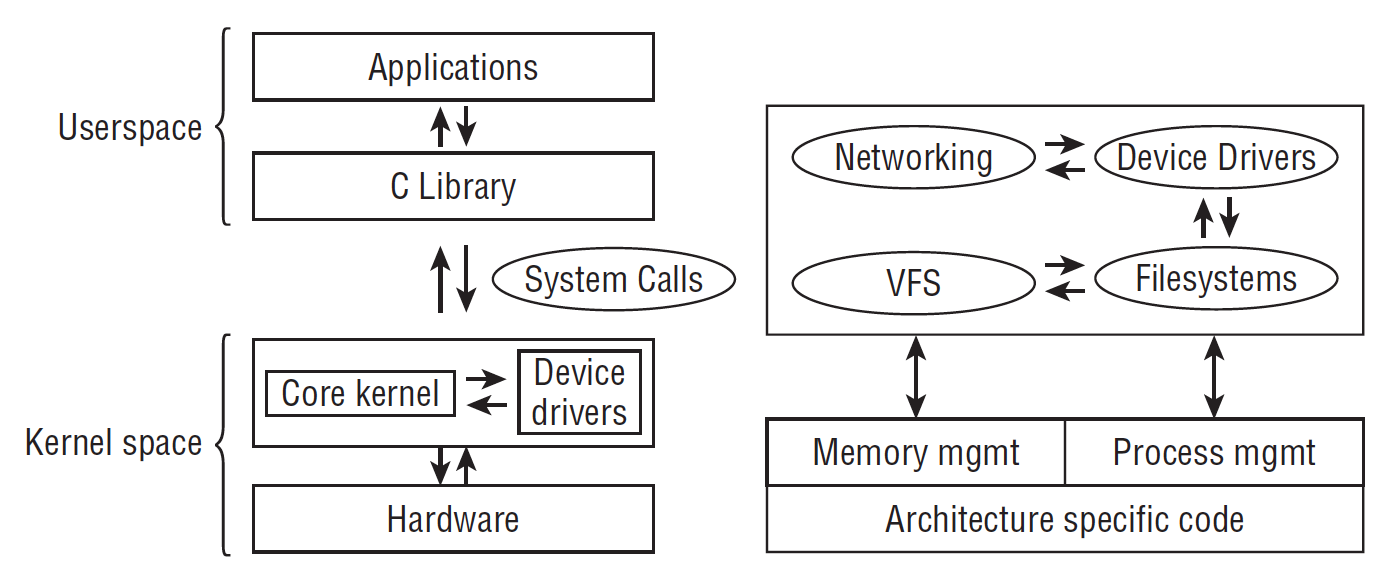 Userspace
Applications
C Library
System Calls
Kernel space
Core kernel
Device
drivers
Hardware
Networking
Device Drivers
VFS
Filesystems
Memory mgmt
Process mgmt
Architecture specific code